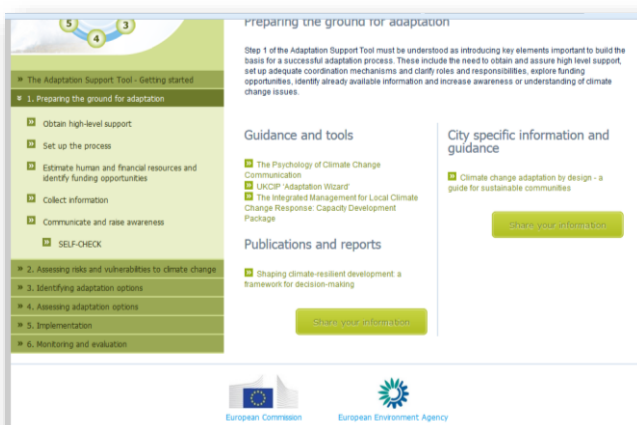 5
4
3
» The Adaptation Support Tool - Getting started
1. Preparing the ground for adaptation
Obtain high-level support
Set up the process
Estimate human and financial resources and
identify funding opportunities
Collect information
Communicate and raise awareness
SELF-CHECK
» 2. Assessing risks and vulnerabilities to climate change
» 3. Identifying adaptation options
» 4. Assessing adaptation options
» 5. Implementation
» 6. Monitoring and evaluation
Preparing the ground for adaptation
Step 1 of the Adaptation Support Tool must be understood as introducing key elements important to build the
basis for a successful adaptation process. These include the need to obtain and assure high level support,
set up adequate coordination mechanisms and clarify roles and responsibilities, explore funding
opportunities, identify already available information and increase awareness or understanding of climate
change issues.
Guidance and tools
The Psychology of Climate Change
Communication
UKCIP 'Adaptation Wizard'
The Integrated Management for Local Climate
Change Response: Capacity Development
Package
Publications and reports
Shaping climate-resilient development: a
framework for decision-making
Share your information
City specific information and
guidance
Climate change adaptation by design - a
guide for sustainable communities
Share your information
European Commission
European Environment Agency